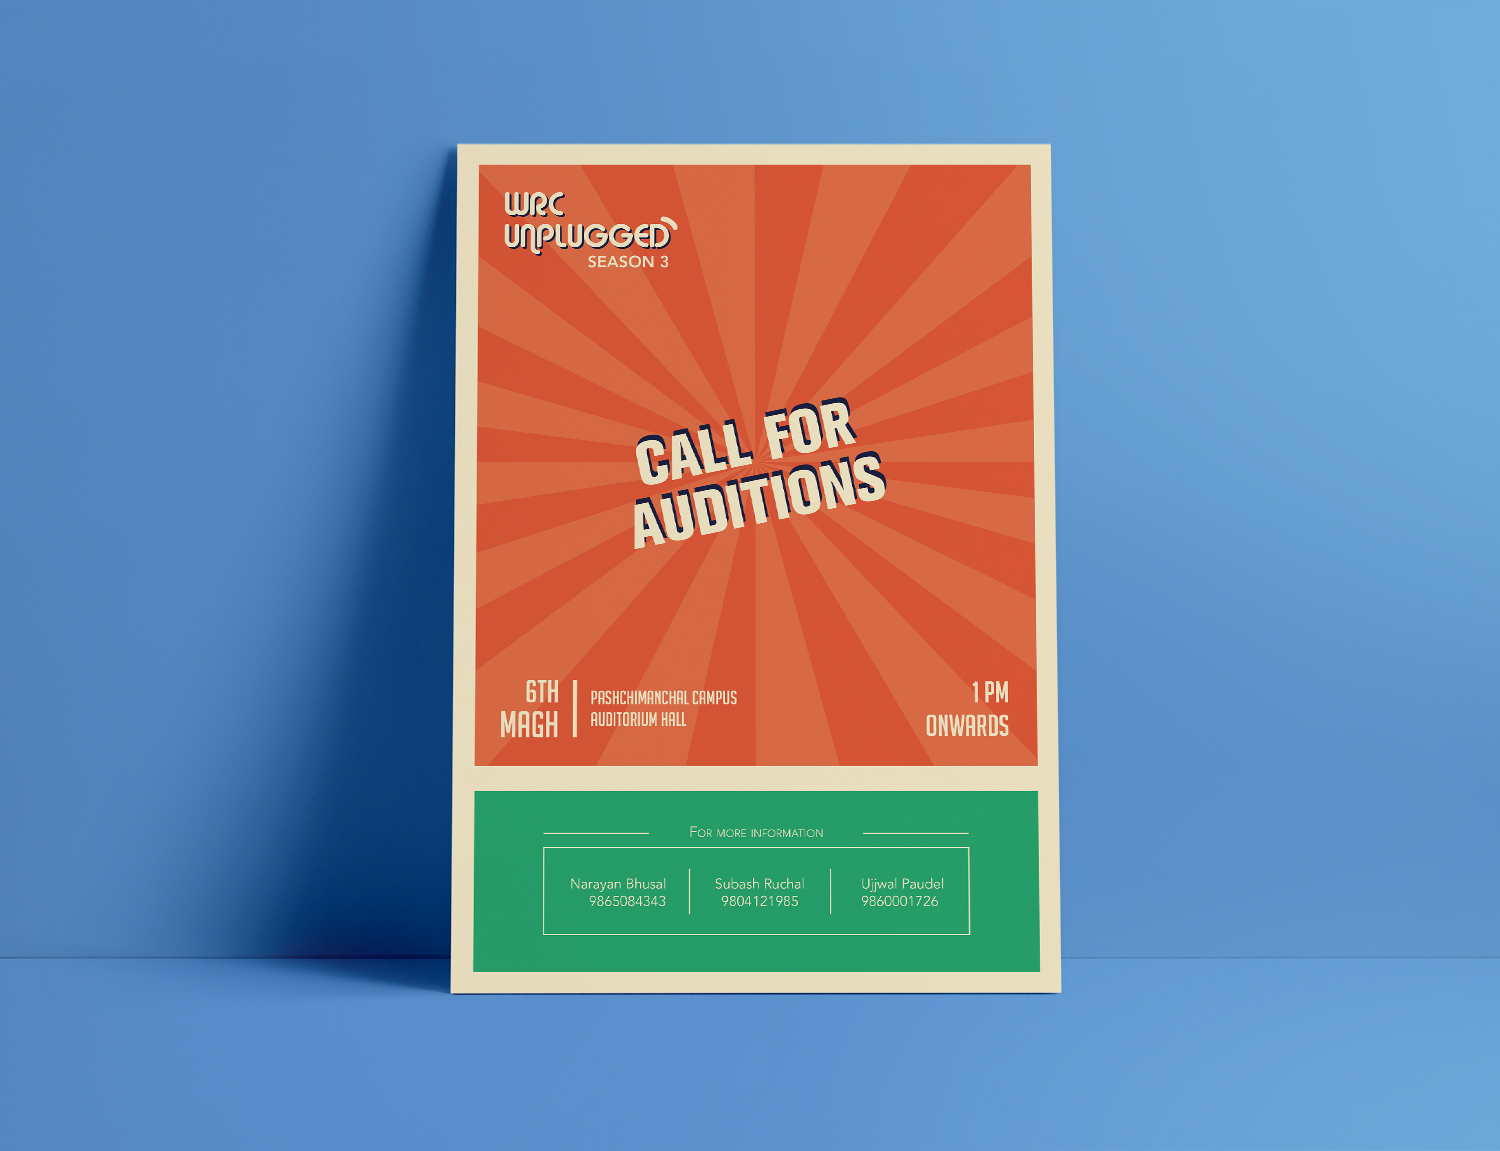 WRC
UNPLUGGED
SEASON 3
CALL FOR
AUDITIONS
6TH
MAGH
PASHCHIMANCHAL CAMPUS
AUDITORIUM HALL
1 PM
ONWARDS
For more information
Narayan Bhusal
9865084343
Subash Ruchal
9804121985
Ujjwal Paudel
9860001726